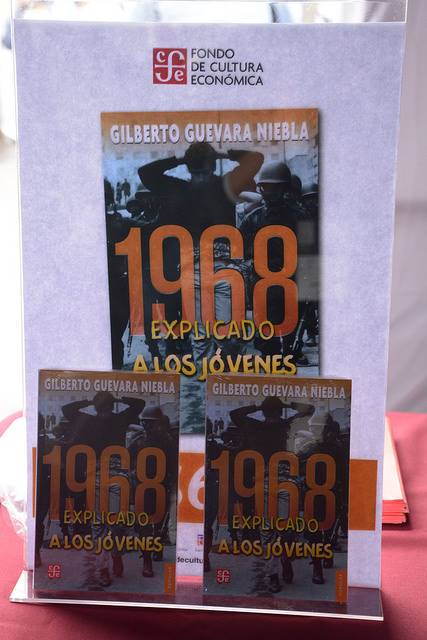 FONDO
DE CULTURA
ECONÓMICA
GILBERTO GUEVARA NIEBLA
1968
EXPLICADO
A LOS JÓVENES
GILBERTO GUEVARA NIEBLA
1968
EXPLICADO
A LOS JÓVENES
GILBERTO GUEVARA NIEBLA
1968
EXPLICADO
A LOS JÓVENES